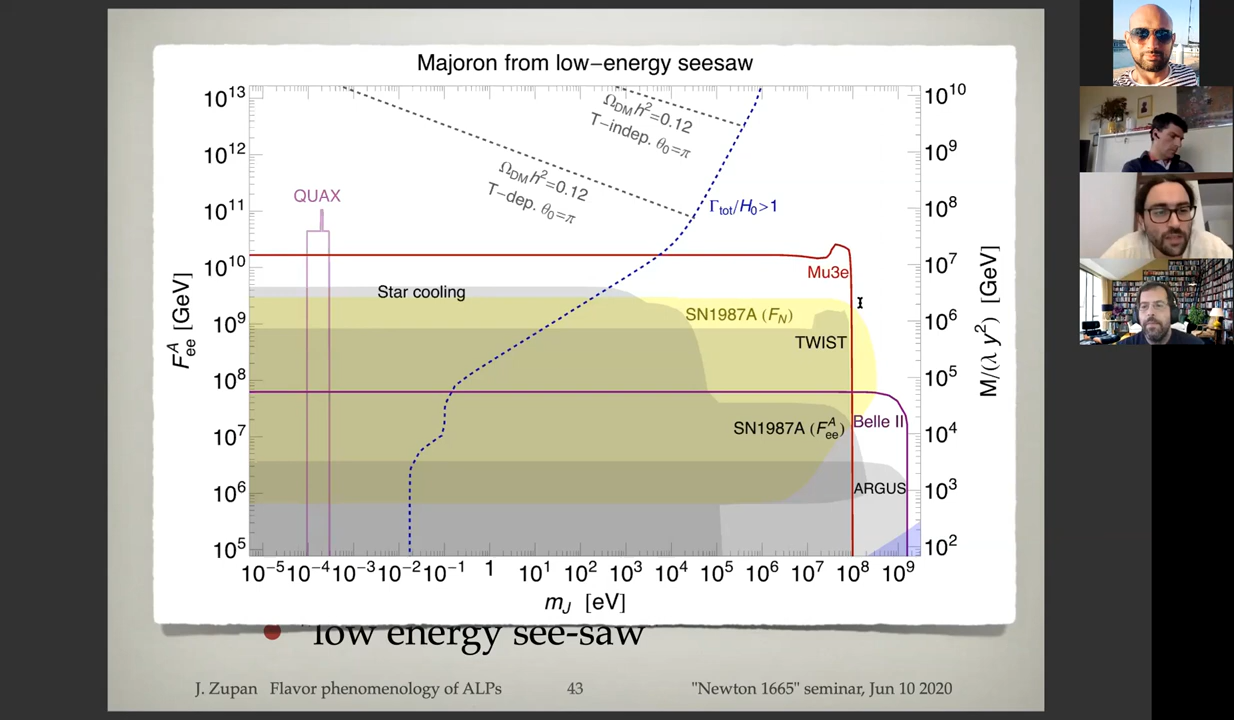 Majoron from low−energy seesaw
10^13
10^12
10^11
10^10
10^9
10^8
10^7
10^6
10^5
F^A_ee [GeV]
Ω_DM h^2=0.12
T−indep. θ_0=π
Ω_DM h^2=0.12
T−dep. θ_0=π
QUAX
Γ_tot/H_0>1
Mu3e
Star cooling
SN1987A (F_N)
TWIST
SN1987A (F^A_ee)
Belle II
ARGUS
10^10
10^9
10^8
10^7
10^6
10^5
10^4
10^3
10^2
M/(λ y^2) [GeV]
10^−5 10^−4 10^−3 10^−2 10^−1 1 10^1 10^2 10^3 10^4 10^5 10^6 10^7 10^8 10^9
m_J [eV]
low energy see-saw
J. Zupan Flavor phenomenology of ALPs 43 "Newton 1665" seminar, Jun 10 2020